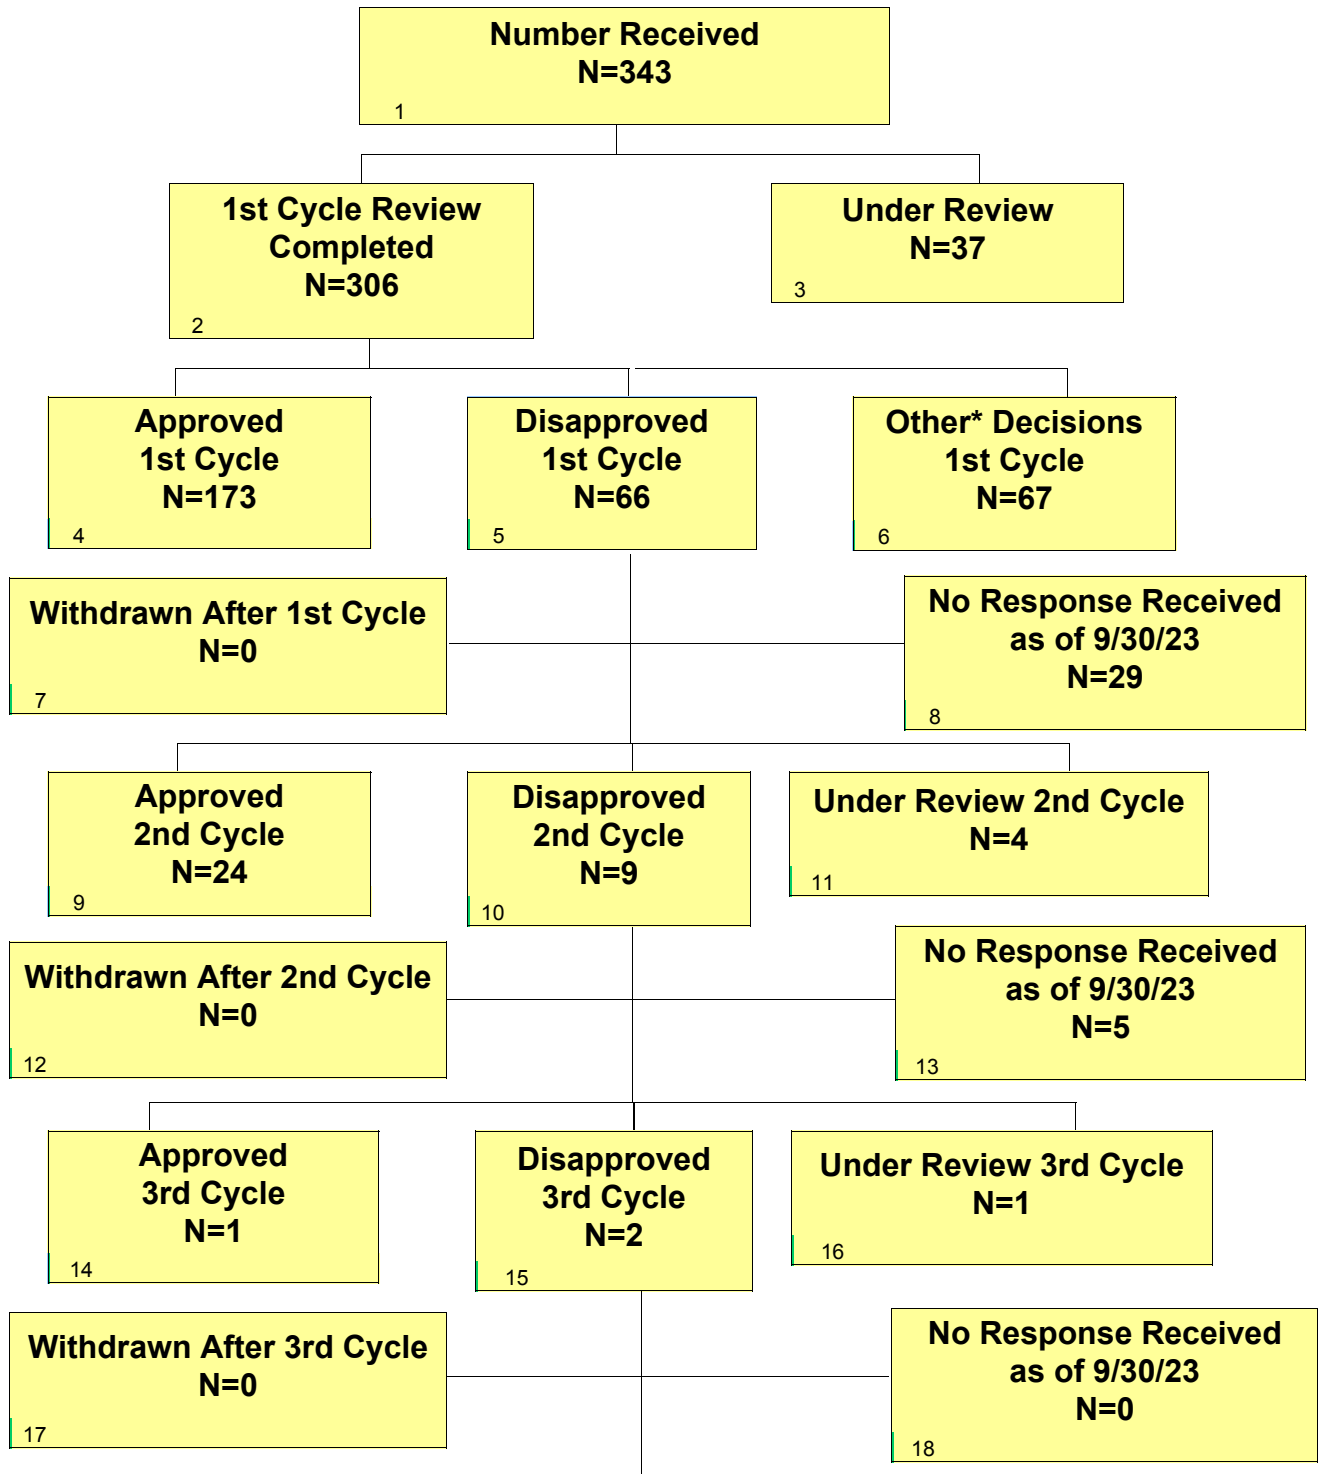 Number Received
N=343
1
1st Cycle Review
Completed
N=306
2
Under Review
N=37
3
Approved
1st Cycle
N=173
4
Disapproved
1st Cycle
N=66
5
Other* Decisions
1st Cycle
N=67
6
Withdrawn After 1st Cycle
N=0
7
No Response Received
as of 9/30/23
N=29
8
Approved
2nd Cycle
N=24
9
Disapproved
2nd Cycle
N=9
10
Under Review 2nd Cycle
N=4
11
Withdrawn After 2nd Cycle
N=0
12
No Response Received
as of 9/30/23
N=5
13
Approved
3rd Cycle
N=1
14
Disapproved
3rd Cycle
N=2
15
Under Review 3rd Cycle
N=1
16
Withdrawn After 3rd Cycle
N=0
17
No Response Received
as of 9/30/23
N=0
18